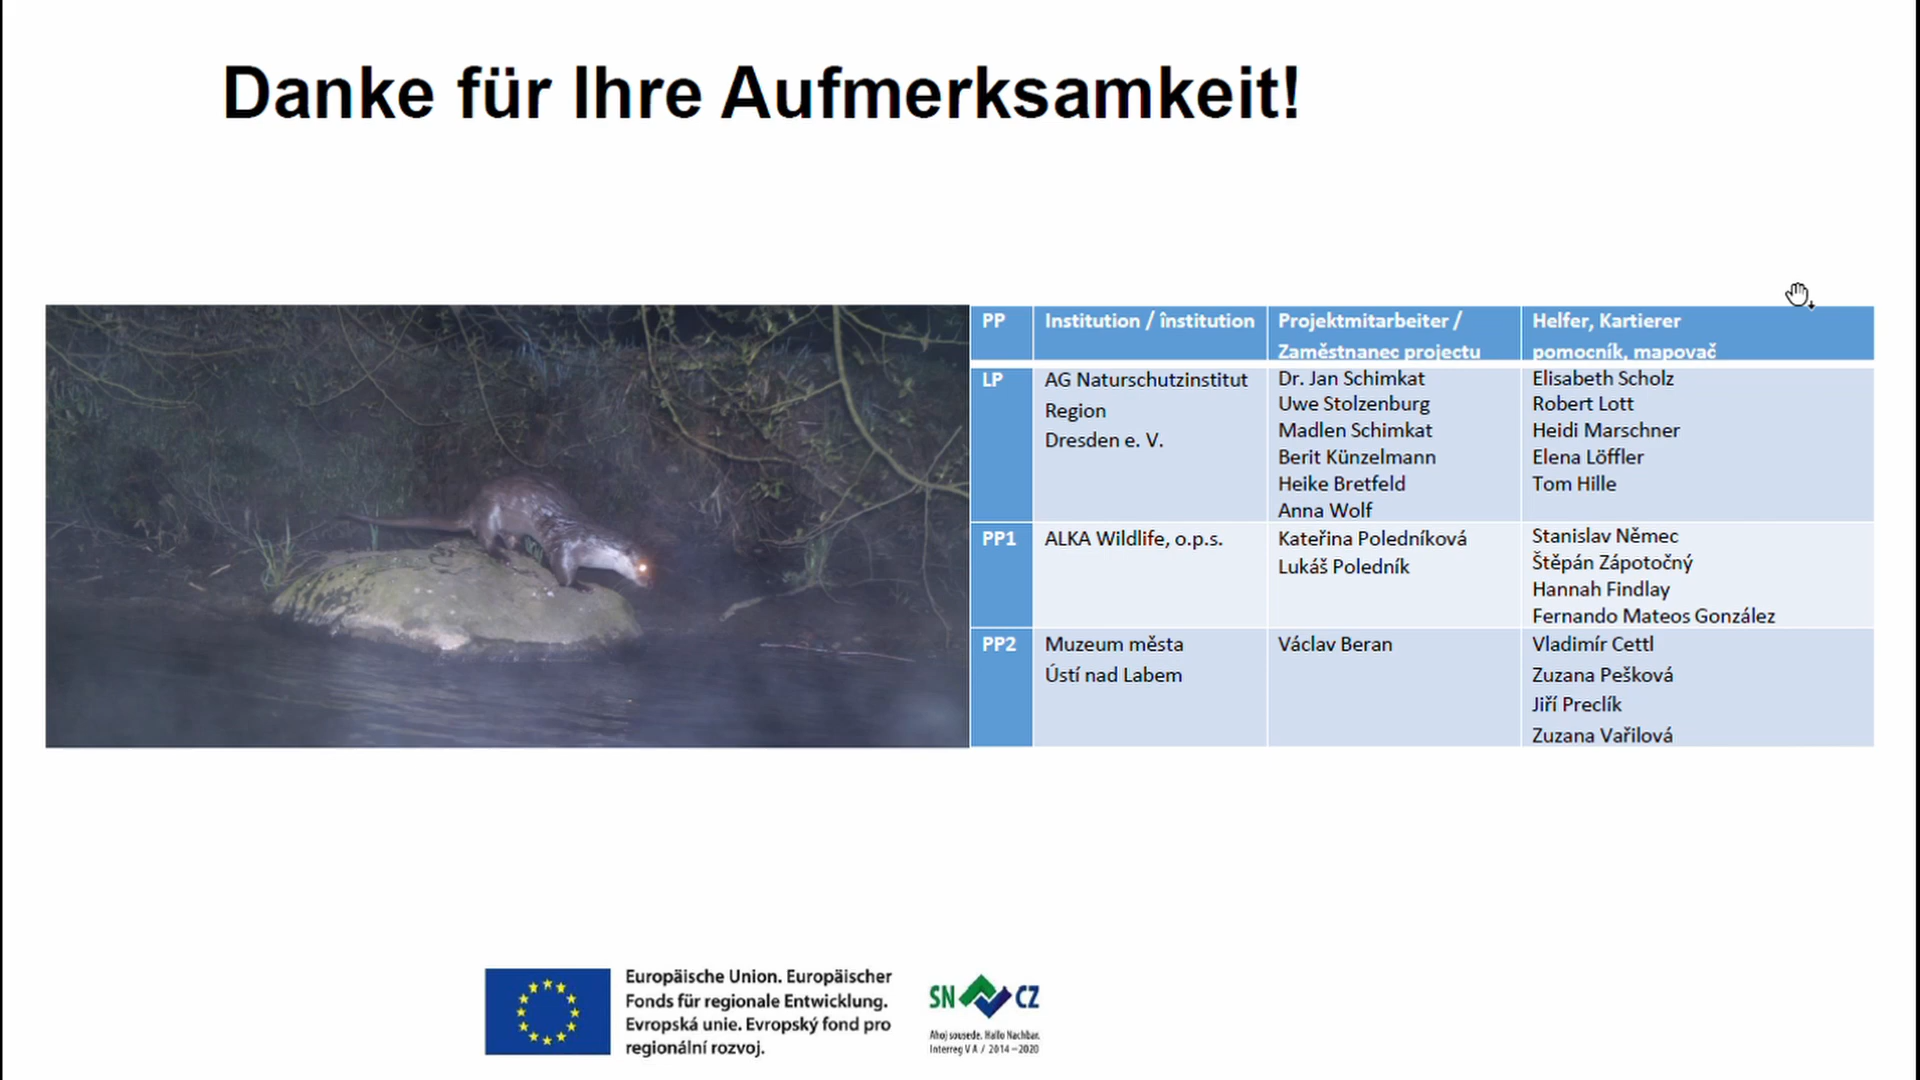 Danke für Ihre Aufmerksamkeit!
PP
Institution / înstitution
Projektmitarbeiter /
Zaměstnanec projectu
Helfer, Kartierer
pomocník, mapovač
LP
AG Naturschutzinstitut
Region
Dresden e. V.
Dr. Jan Schimkat
Uwe Stolzenburg
Madlen Schimkat
Berit Künzelmann
Heike Bretfeld
Anna Wolf
Elisabeth Scholz
Robert Lott
Heidi Marschner
Elena Löffler
Tom Hille
PP1
ALKA Wildlife, o.p.s.
Kateřina Poledníková
Lukáš Poledník
Stanislav Němec
Štěpán Zápotočný
Hannah Findlay
Fernando Mateos González
PP2
Muzeum města
Ústí nad Labem
Václav Beran
Vladimír Cettl
Zuzana Pešková
Jiří Preclík
Zuzana Vařilová
Europäische Union. Europäischer
Fonds für regionale Entwicklung.
Evropská unie. Evropský fond pro
regionální rozvoj.
SN CZ
Ahoj sousede. Hallo Nachbar.
Interreg V A / 2014–2020